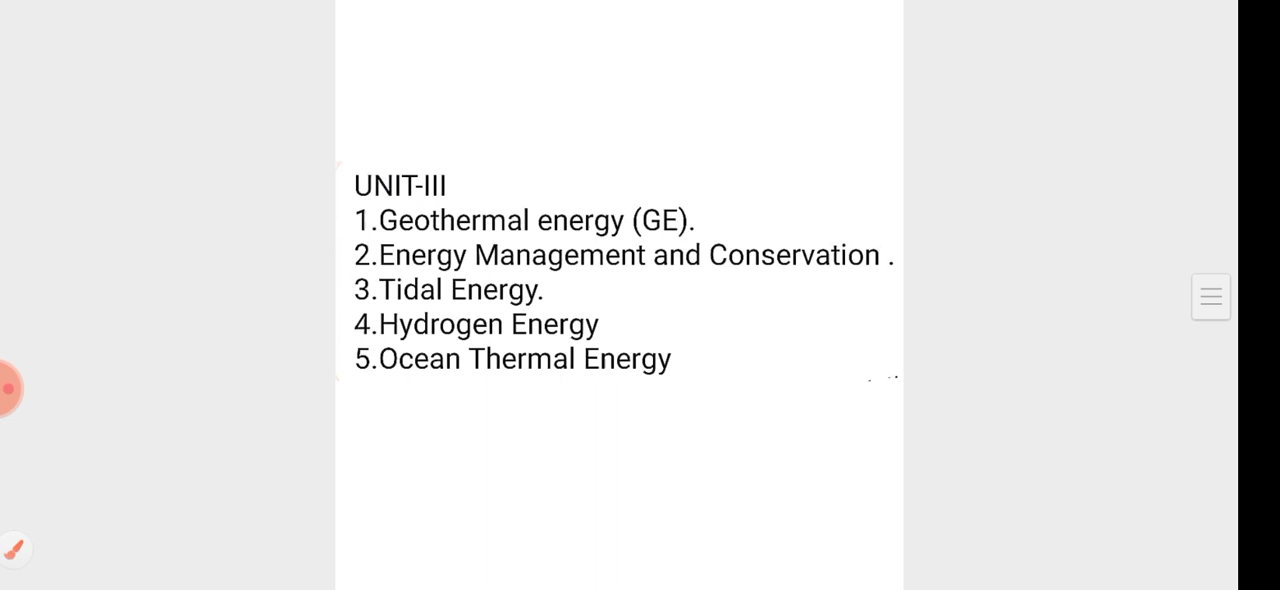 UNIT-III
1.Geothermal energy (GE).
2.Energy Management and Conservation .
3.Tidal Energy.
4.Hydrogen Energy
5.Ocean Thermal Energy